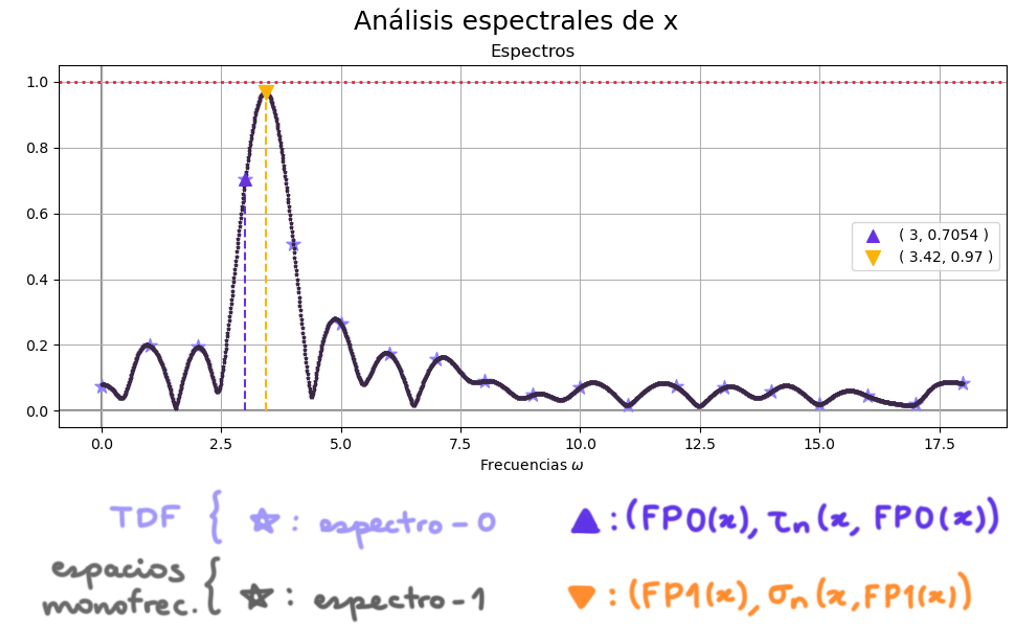 Análisis espectrales de x
Espectros
1.0
0.8
0.6
0.4
0.2
0.0
( 3, 0.7054 )
( 3.42, 0.97 )
0.0 2.5 5.0 7.5 10.0 12.5 15.0 17.5
Frecuencias ω
TDF { ☆ : espectro-0
▲ : (FP0(x), τn(x, FP0(x))
espacios
monofrec. { ☆ : espectro-1
▼ : (FP1(x), σn(x, FP1(x))